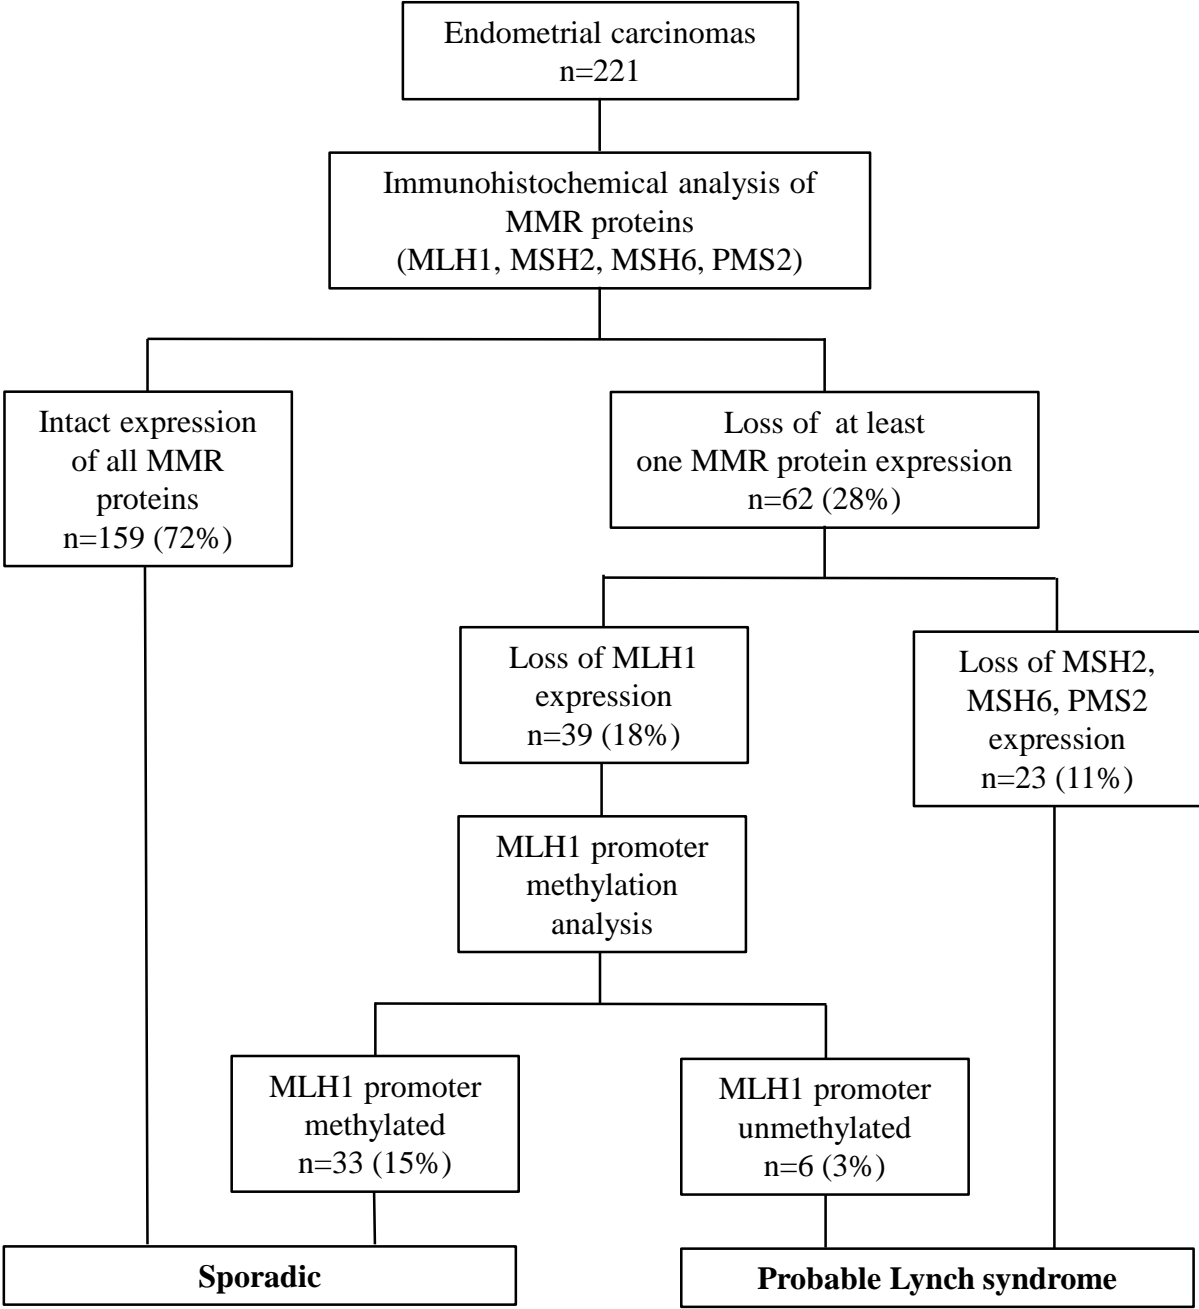 Endometrial carcinomas
n=221
Immunohistochemical analysis of
MMR proteins
(MLH1, MSH2, MSH6, PMS2)
Intact expression
of all MMR
proteins
n=159 (72%)
Loss of at least
one MMR protein expression
n=62 (28%)
Loss of MLH1
expression
n=39 (18%)
Loss of MSH2,
MSH6, PMS2
expression
n=23 (11%)
MLH1 promoter
methylation
analysis
MLH1 promoter
methylated
n=33 (15%)
MLH1 promoter
unmethylated
n=6 (3%)
Sporadic
Probable Lynch syndrome